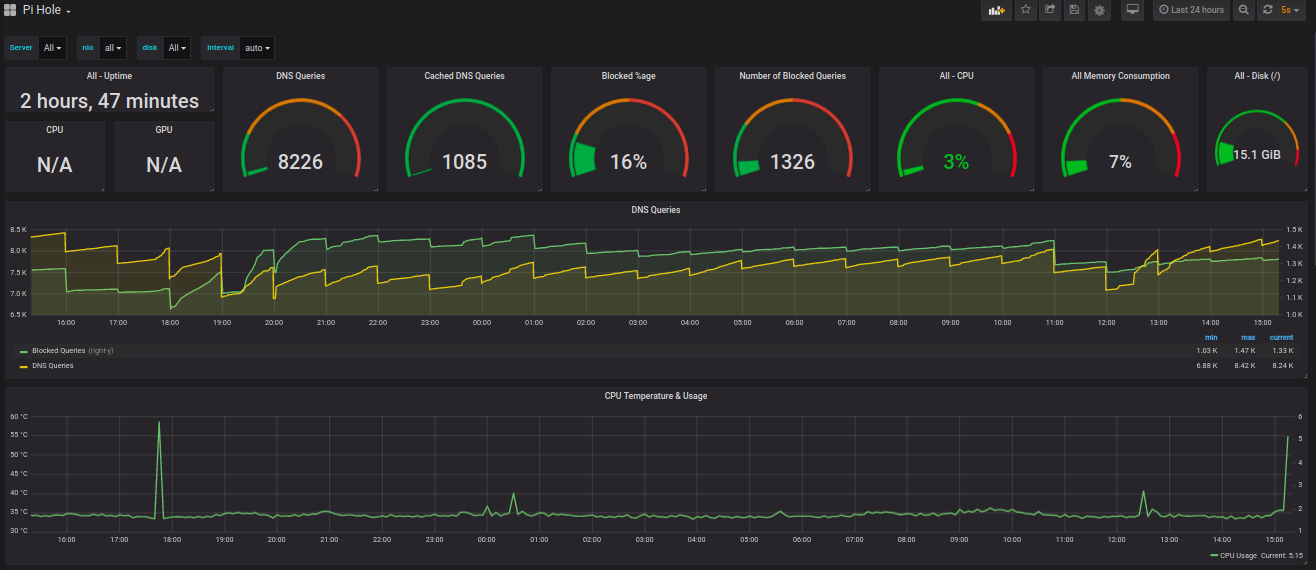 Pi Hole
Last 24 hours 5s
Server All nio all disk All Interval auto
All - Uptime
2 hours, 47 minutes
CPU GPU
N/A N/A
DNS Queries
8226
Cached DNS Queries
1085
Blocked %age
16%
Number of Blocked Queries
1326
All - CPU
3%
All Memory Consumption
7%
All - Disk (/)
15.1 GiB
DNS Queries
8.5 K 1.5 K
8.0 K 1.4 K
7.5 K 1.3 K
1.2 K
7.0 K 1.1 K
6.5 K 1.0 K
16:00 17:00 18:00 19:00 20:00 21:00 22:00 23:00 00:00 01:00 02:00 03:00 04:00 05:00 06:00 07:00 08:00 09:00 10:00 11:00 12:00 13:00 14:00 15:00
min max current
Blocked Queries (right-y) 1.03 K 1.47 K 1.33 K
DNS Queries 6.88 K 8.42 K 8.24 K
CPU Temperature & Usage
60 °C 6
55 °C 5
50 °C
45 °C 4
40 °C 3
35 °C 2
30 °C 1
16:00 17:00 18:00 19:00 20:00 21:00 22:00 23:00 00:00 01:00 02:00 03:00 04:00 05:00 06:00 07:00 08:00 09:00 10:00 11:00 12:00 13:00 14:00 15:00
CPU Usage Current: 5.15